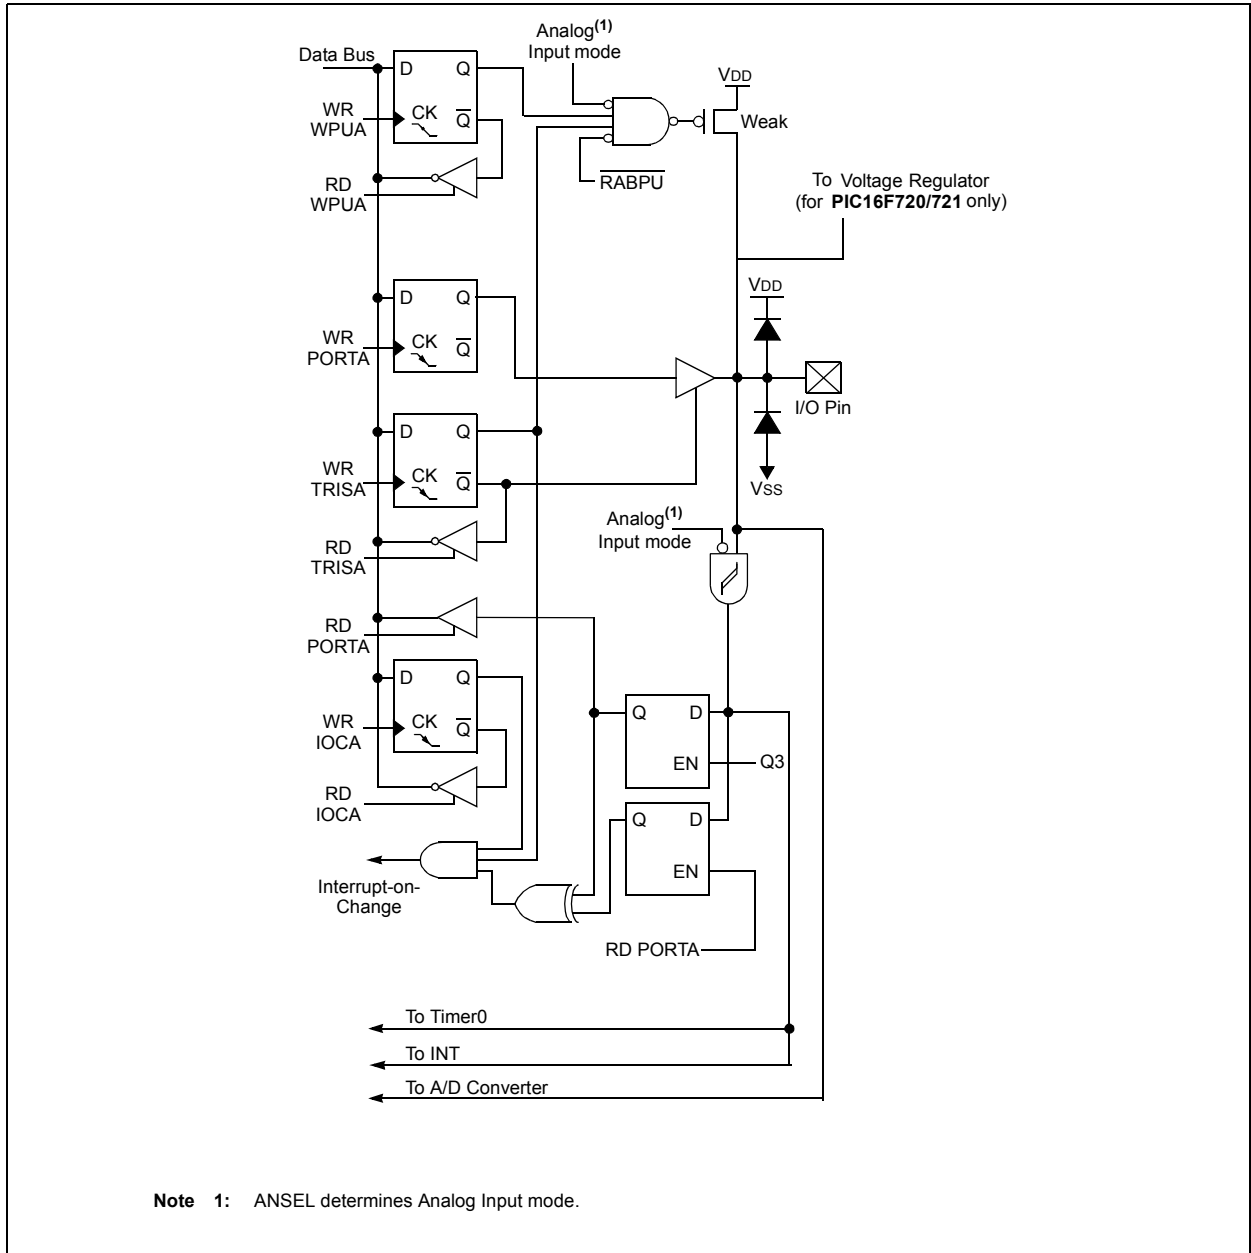 Analog(1)
Input mode
Data Bus
D Q
VDD
WR
WPUA
CK Q
Weak
RD
WPUA
RABPU
To Voltage Regulator
(for PIC16F720/721 only)
D Q
VDD
WR
PORTA
CK Q
I/O Pin
D Q
WR
TRISA
CK Q
VSS
Analog(1)
Input mode
RD
TRISA
RD
PORTA
D Q
WR
IOCA
CK Q
Q D
EN
Q3
RD
IOCA
Q D
EN
Interrupt-on-
Change
RD PORTA
To Timer0
To INT
To A/D Converter
Note 1: ANSEL determines Analog Input mode.